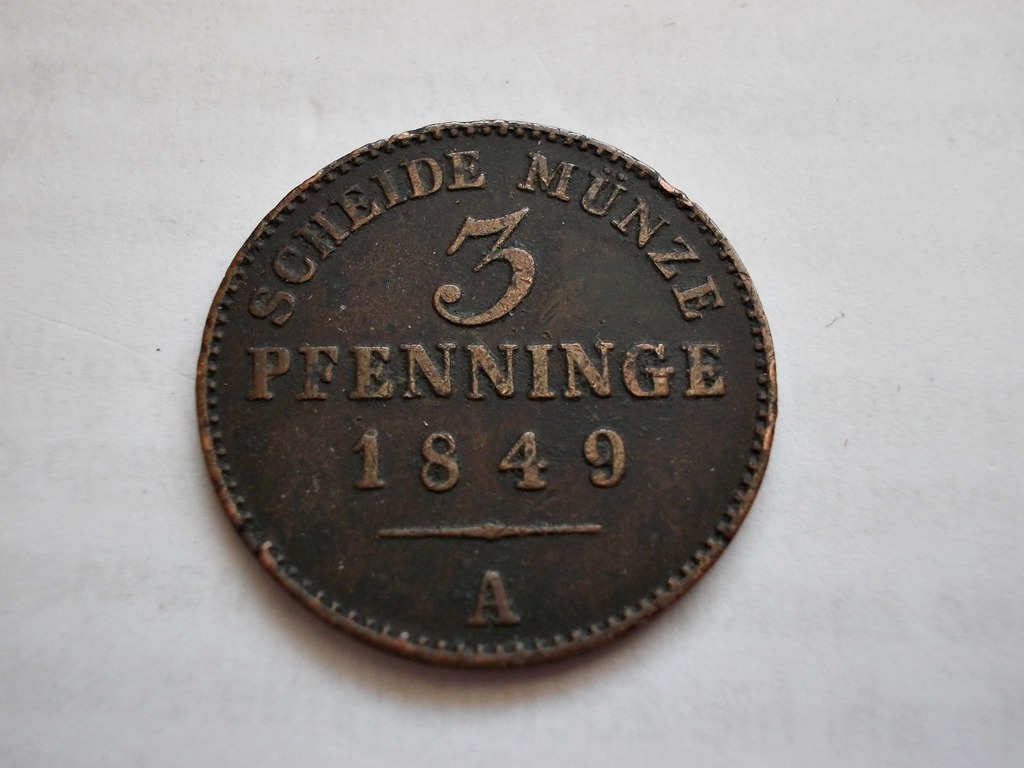 SCHEIDE MÜNZE
3
PFENNINGE
1849
A